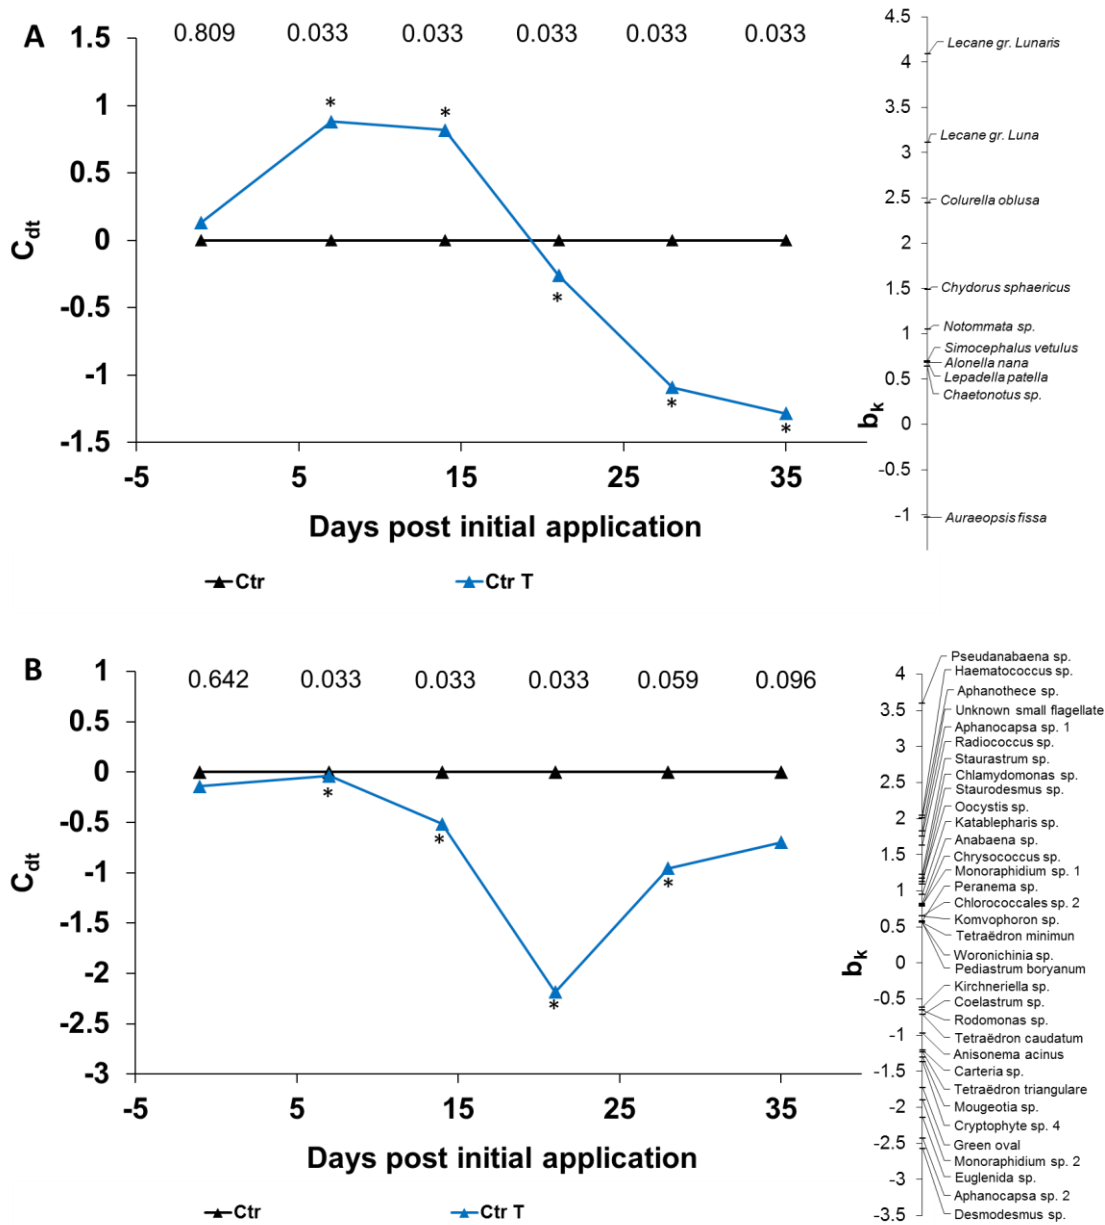 A
0.809 0.033 0.033 0.033 0.033 0.033
1.5
1
0.5
0
-0.5
-1
-1.5
Cdt
* * * * *
-5 5 15 25 35
Days post initial application
Ctr Ctr T
4.5
4
3.5
3
2.5
2
1.5
1
0.5
0
-0.5
-1
bk
Lecane gr. Lunaris
Lecane gr. Luna
Colurella oblusa
Chydorus sphaericus
Notommata sp.
Simocephalus vetulus
Alonella nana
Lepadella patella
Chaetonotus sp.
Auraeopsis fissa
B
0.642 0.033 0.033 0.033 0.059 0.096
1
0.5
0
-0.5
-1
-1.5
-2
-2.5
-3
Cdt
* * * *
-5 5 15 25 35
Days post initial application
Ctr Ctr T
4
3.5
3
2.5
2
1.5
1
0.5
0
-0.5
-1
-1.5
-2
-2.5
-3
-3.5
bk
Pseudanabaena sp.
Haematococcus sp.
Aphanothece sp.
Unknown small flagellate
Aphanocapsa sp. 1
Radiococcus sp.
Staurastrum sp.
Chlamydomonas sp.
Staurodesmus sp.
Oocystis sp.
Katablepharis sp.
Anabaena sp.
Chrysococcus sp.
Monoraphidium sp. 1
Peranema sp.
Chlorococcales sp. 2
Komvophoron sp.
Tetraëdron minimun
Woronichinia sp.
Pediastrum boryanum
Kirchneriella sp.
Coelastrum sp.
Rodomonas sp.
Tetraëdron caudatum
Anisonema acinus
Carteria sp.
Tetraëdron triangulare
Mougeotia sp.
Cryptophyte sp. 4
Green oval
Monoraphidium sp. 2
Euglenida sp.
Aphanocapsa sp. 2
Desmodesmus sp.